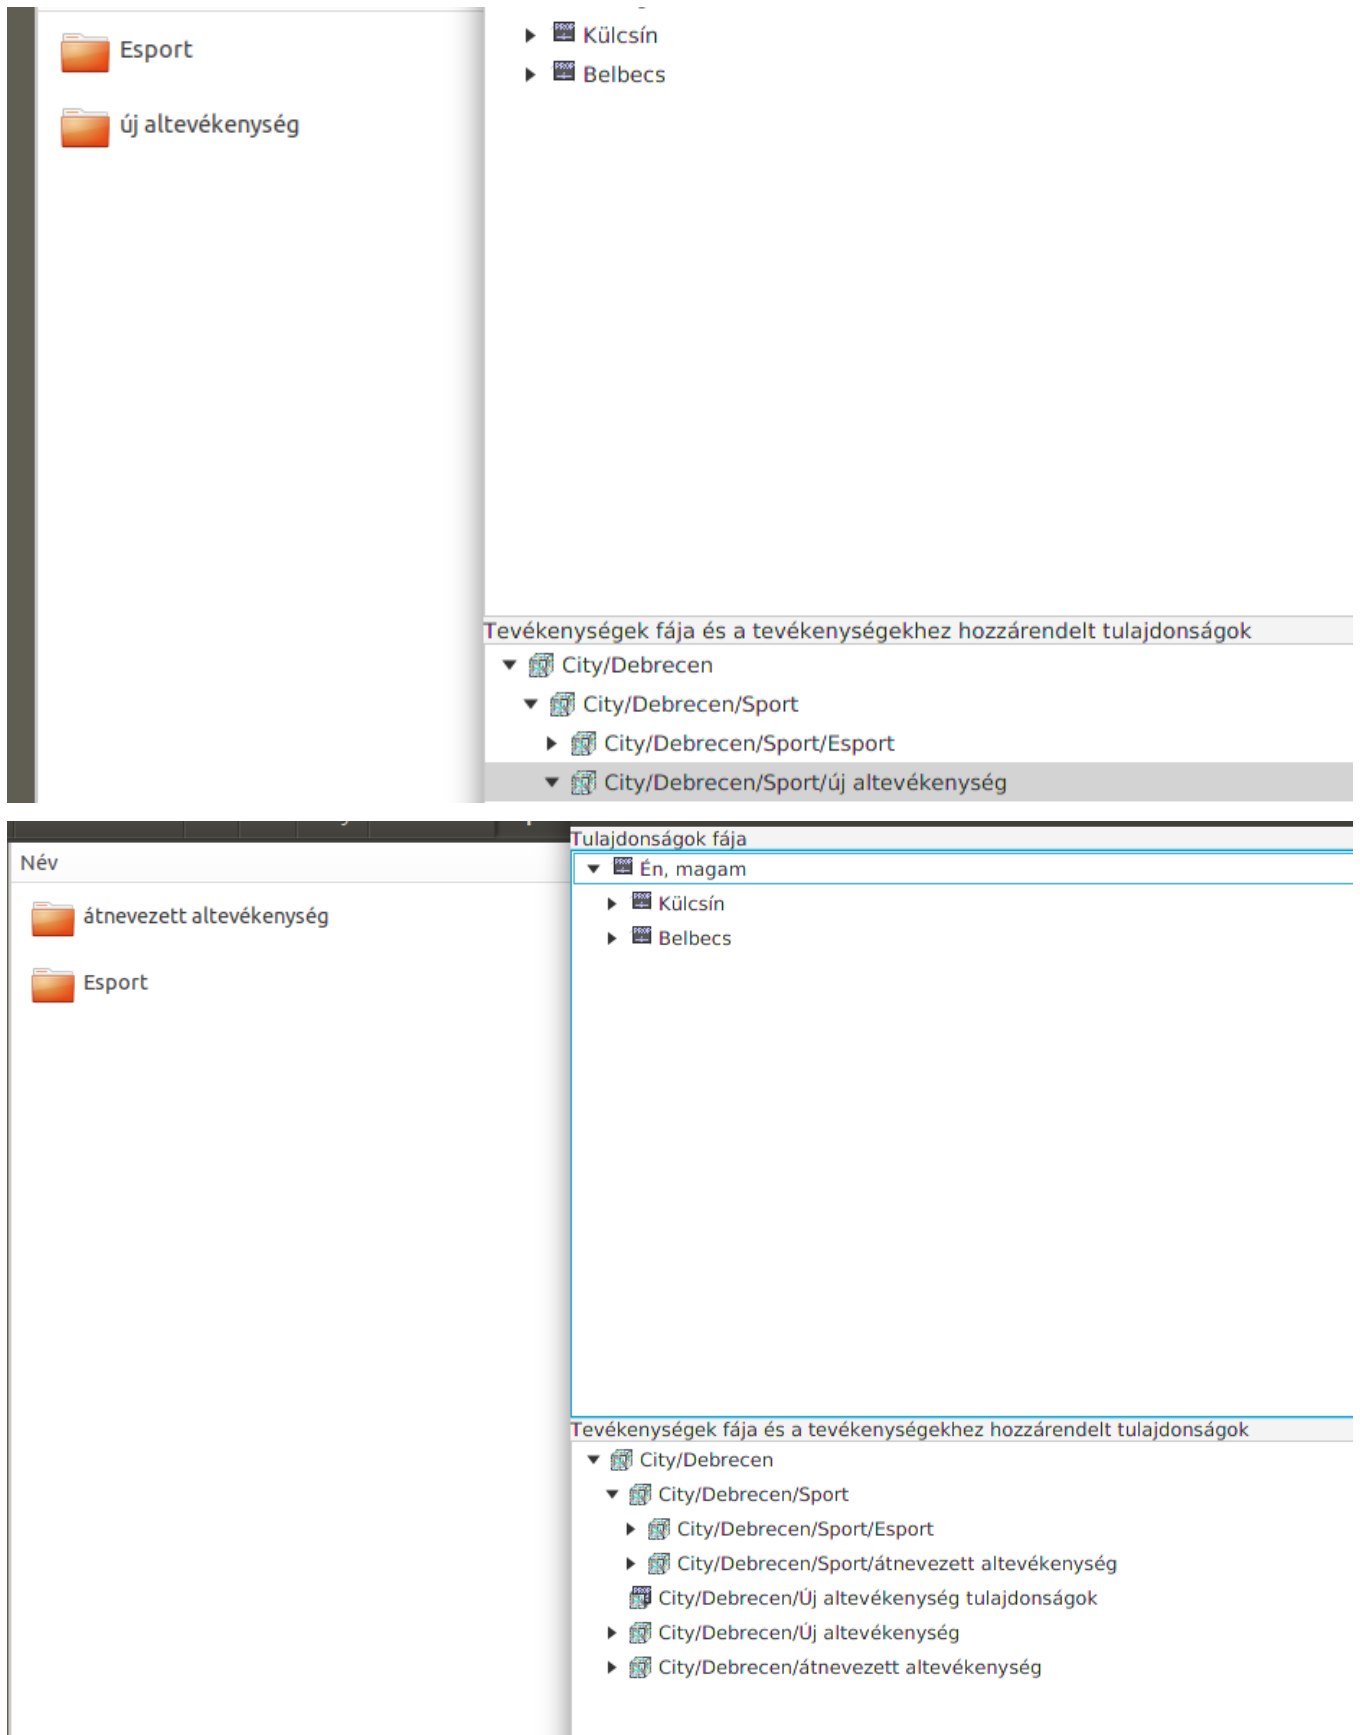 Esport
új altevékenység
Külcsín
Belbecs
Tevékenységek fája és a tevékenységekhez hozzárendelt tulajdonságok
City/Debrecen
City/Debrecen/Sport
City/Debrecen/Sport/Esport
City/Debrecen/Sport/új altevékenység
Név
átnevezett altevékenység
Esport
Tulajdonságok fája
Én, magam
Külcsín
Belbecs
Tevékenységek fája és a tevékenységekhez hozzárendelt tulajdonságok
City/Debrecen
City/Debrecen/Sport
City/Debrecen/Sport/Esport
City/Debrecen/Sport/átnevezett altevékenység
City/Debrecen/Új altevékenység tulajdonságok
City/Debrecen/Új altevékenység
City/Debrecen/átnevezett altevékenység